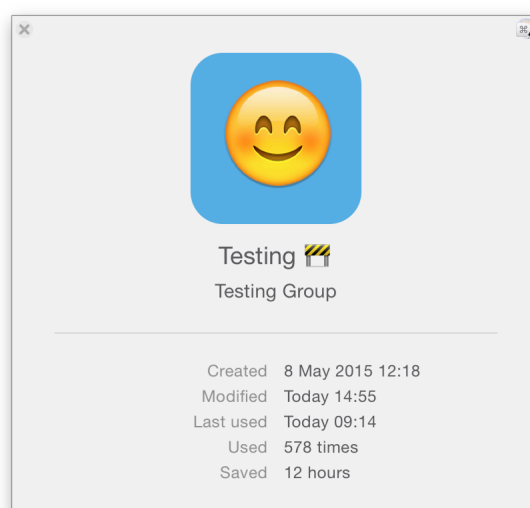 Testing 🚧
Testing Group
Created 8 May 2015 12:18
Modified Today 14:55
Last used Today 09:14
Used 578 times
Saved 12 hours